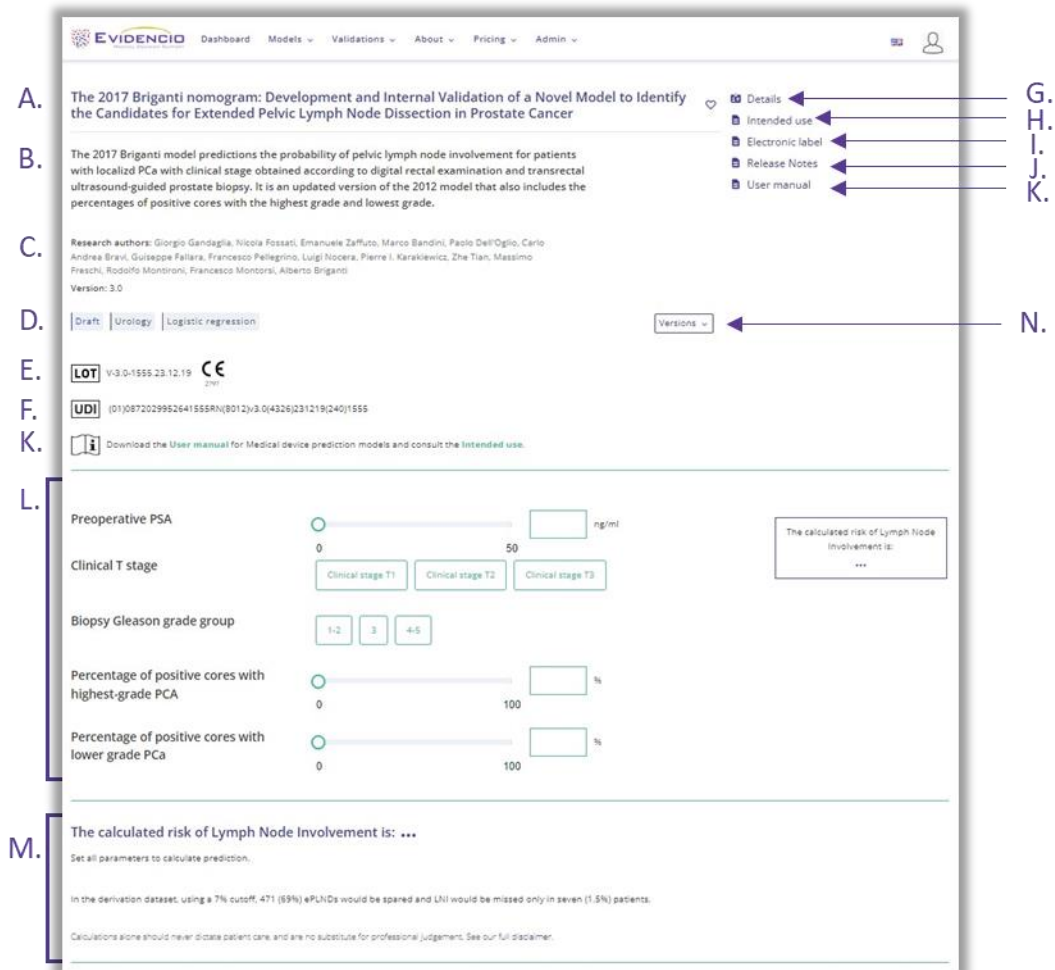 EVIDENCIO Dashboard Models Validations About Pricing Admin
A.
The 2017 Briganti nomogram: Development and Internal Validation of a Novel Model to Identify
the Candidates for Extended Pelvic Lymph Node Dissection in Prostate Cancer
Details
G.
Intended use
H.
Electronic label
I.
Release Notes
J.
User manual
K.
B.
The 2017 Briganti model predictions the probability of pelvic lymph node involvement for patients
with localizd PCa with clinical stage obtained according to digital rectal examination and transrectal
ultrasound-guided prostate biopsy. It is an updated version of the 2012 model that also includes the
percentages of positive cores with the highest grade and lowest grade.
C.
Research authors: Giorgio Gandaglia, Nicola Fossati, Emanuele Zaffuto, Marco Bandini, Paolo Dell'Oglio, Carlo
Andrea Bravi, Guiseppe Fallara, Francesco Pellegrino, Luigi Nocera, Pierre I. Karakiewicz, Zhe Tian, Massimo
Freschi, Rodolfo Montironi, Francesco Montorsi, Alberto Briganti
Version: 3.0
D.
Draft Urology Logistic regression
Versions
N.
E.
LOT V-3.0-1555.23.12.19 CE
2797
F.
UDI (01)0872029952641555RN(8012)v3.0(4326)231219(240)1555
K.
Download the User manual for Medical device prediction models and consult the Intended use.
L.
Preoperative PSA
ng/ml
0 50
Clinical T stage
Clinical stage T1 Clinical stage T2 Clinical stage T3
Biopsy Gleason grade group
1-2 3 4-5
Percentage of positive cores with
highest-grade PCA
%
0 100
Percentage of positive cores with
lower grade PCa
%
0 100
The calculated risk of Lymph Node
Involvement is:
...
M.
The calculated risk of Lymph Node Involvement is: ...
Set all parameters to calculate prediction.
In the derivation dataset, using a 7% cutoff, 471 (69%) ePLNDs would be spared and LNI would be missed only in seven (1.5%) patients.
Calculations alone should never dictate patient care, and are no substitute for professional judgement. See our full disclaimer.